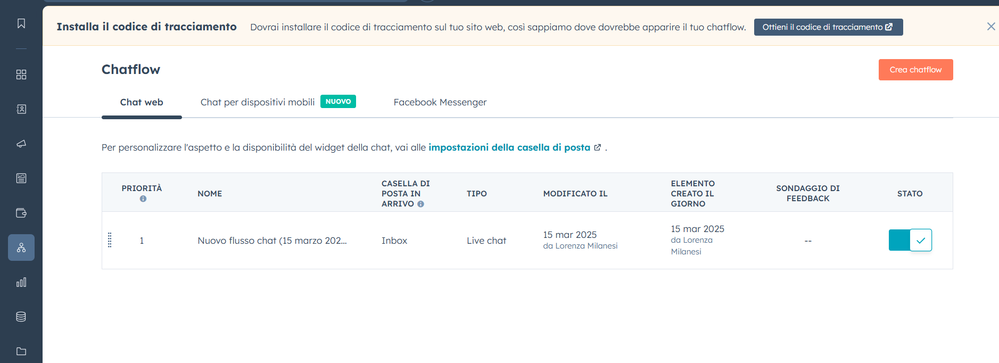 Installa il codice di tracciamento Dovrai installare il codice di tracciamento sul tuo sito web, così sappiamo dove dovrebbe apparire il tuo chatflow. Ottieni il codice di tracciamento
Chatflow
Crea chatflow
Chat web Chat per dispositivi mobili NUOVO Facebook Messenger
Per personalizzare l'aspetto e la disponibilità del widget della chat, vai alle impostazioni della casella di posta .
PRIORITÀ
NOME
CASELLA DI
POSTA IN
ARRIVO
TIPO
MODIFICATO IL
ELEMENTO
CREATO IL
GIORNO
SONDAGGIO DI
FEEDBACK
STATO
1
Nuovo flusso chat (15 marzo 202...
Inbox
Live chat
15 mar 2025
da Lorenza Milanesi
15 mar 2025
da Lorenza
Milanesi
--